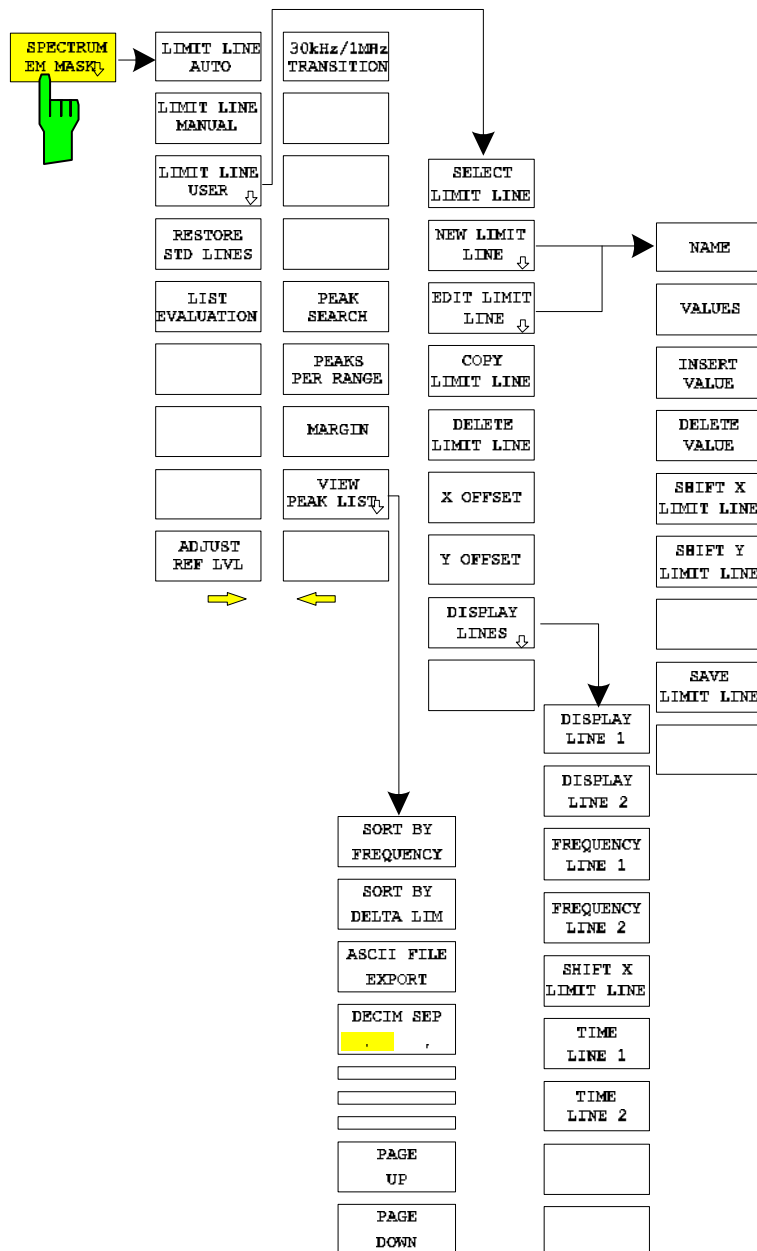 SPECTRUM
EM MASK
LIMIT LINE
AUTO
LIMIT LINE
MANUAL
LIMIT LINE
USER
RESTORE
STD LINES
LIST
EVALUATION
ADJUST
REF LVL
30kHz/1MHz
TRANSITION
PEAK
SEARCH
PEAKS
PER RANGE
MARGIN
VIEW
PEAK LIST
SELECT
LIMIT LINE
NEW LIMIT
LINE
EDIT LIMIT
LINE
COPY
LIMIT LINE
DELETE
LIMIT LINE
X OFFSET
Y OFFSET
DISPLAY
LINES
NAME
VALUES
INSERT
VALUE
DELETE
VALUE
SHIFT X
LIMIT LINE
SHIFT Y
LIMIT LINE
SAVE
LIMIT LINE
DISPLAY
LINE 1
DISPLAY
LINE 2
FREQUENCY
LINE 1
FREQUENCY
LINE 2
SHIFT X
LIMIT LINE
TIME
LINE 1
TIME
LINE 2
SORT BY
FREQUENCY
SORT BY
DELTA LIM
ASCII FILE
EXPORT
DECIM SEP
. ,
PAGE
UP
PAGE
DOWN